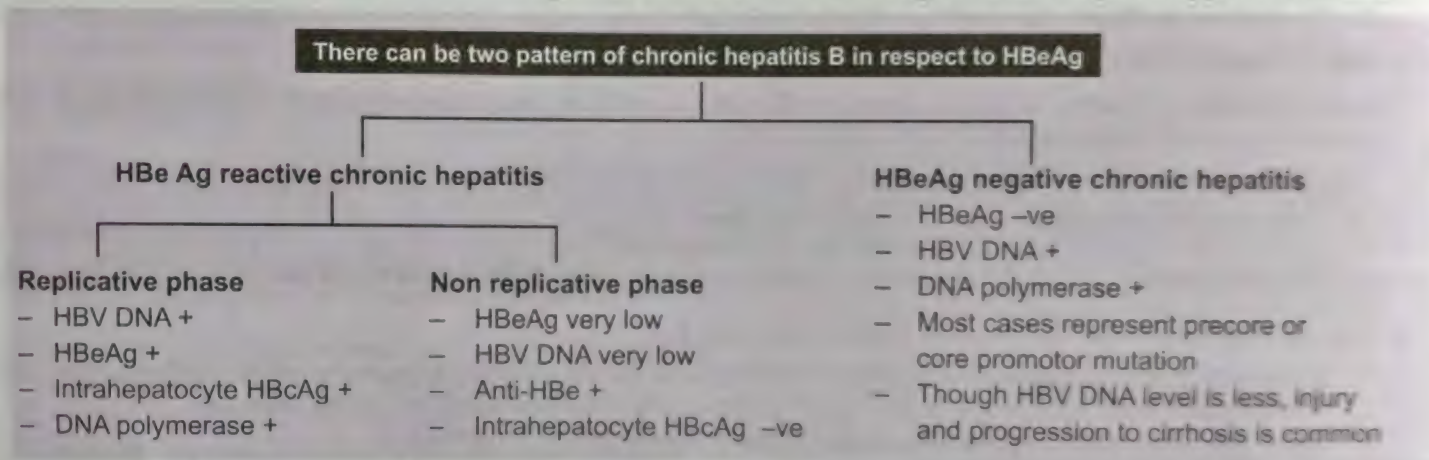 There can be two pattern of chronic hepatitis B in respect to HBeAg
HBe Ag reactive chronic hepatitis
Replicative phase
– HBV DNA +
– HBeAg +
– Intrahepatocyte HBcAg +
– DNA polymerase +
Non replicative phase
– HBeAg very low
– HBV DNA very low
– Anti-HBe +
– Intrahepatocyte HBcAg –ve
HBeAg negative chronic hepatitis
– HBeAg –ve
– HBV DNA +
– DNA polymerase +
– Most cases represent precore or
core promotor mutation
– Though HBV DNA level is less, injury
and progression to cirrhosis is common